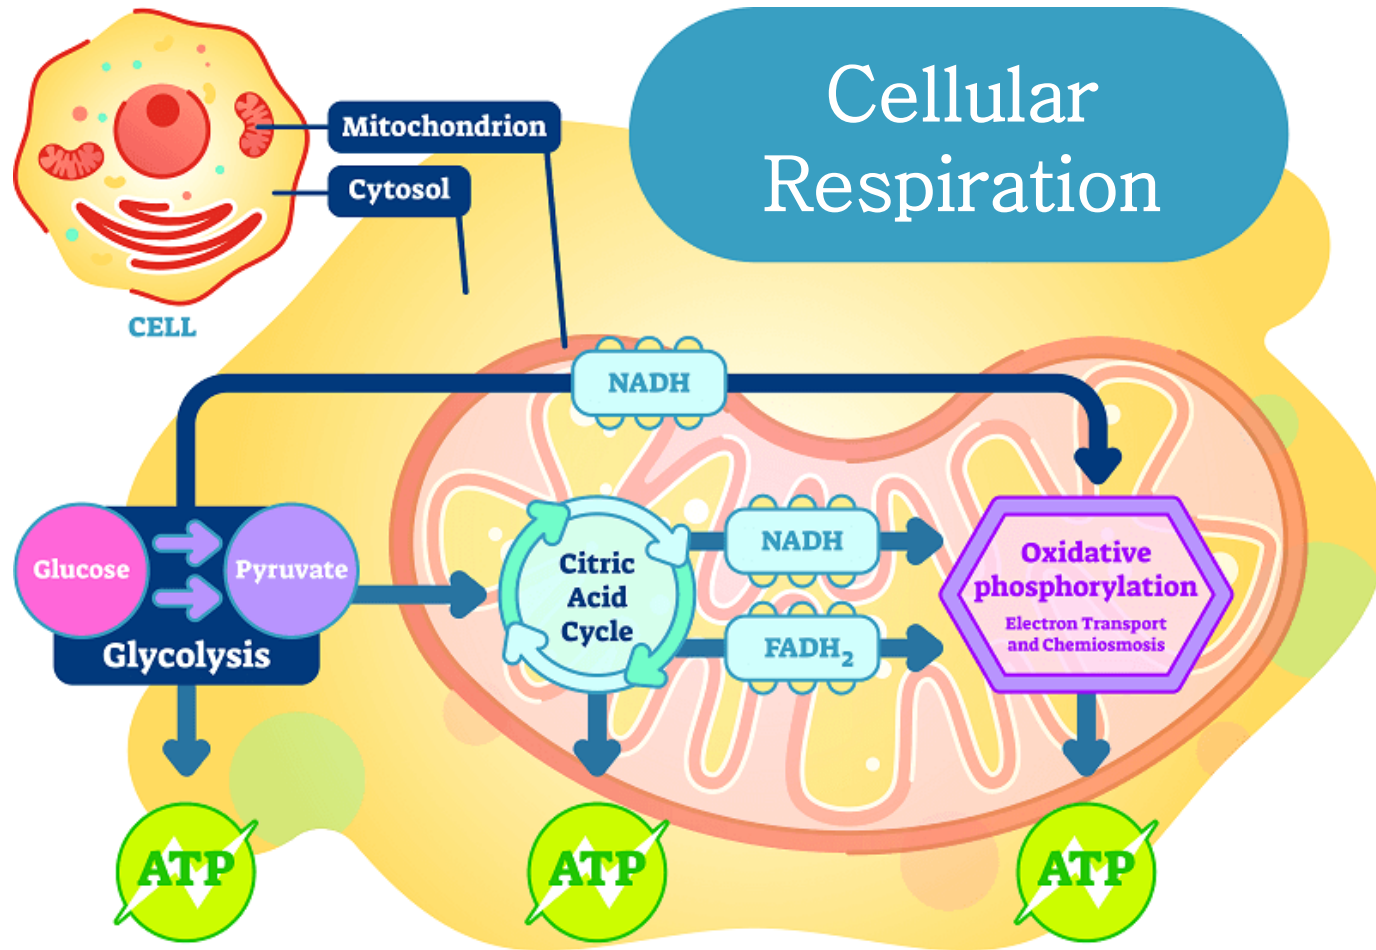 Cellular
Respiration
Mitochondrion
Cytosol
CELL
NADH
Glucose
Pyruvate
Glycolysis
Citric
Acid
Cycle
NADH
FADH₂
Oxidative
phosphorylation
Electron Transport
and Chemiosmosis
ATP
ATP
ATP